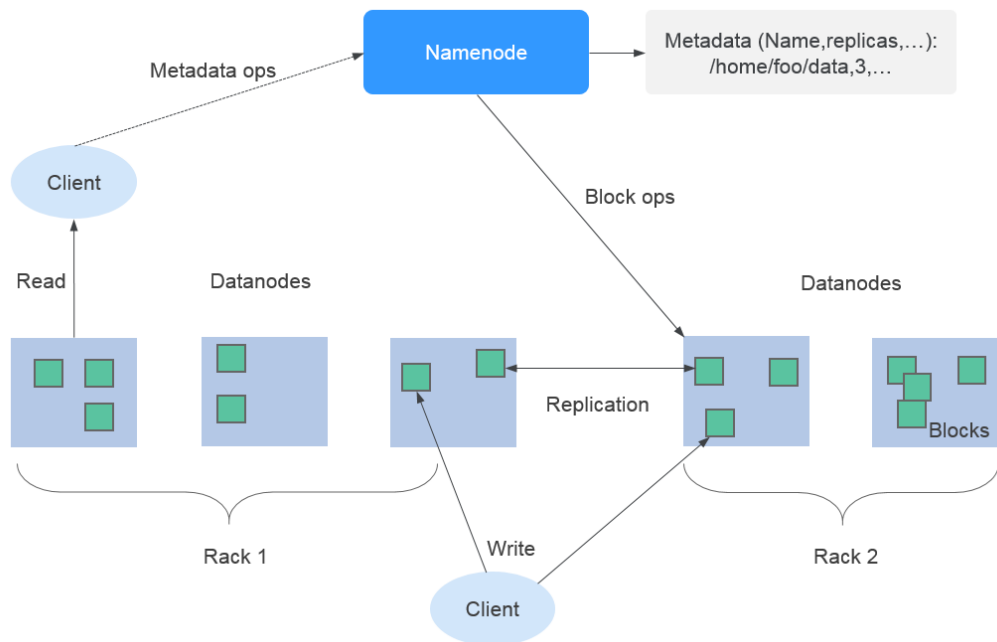 Namenode
Metadata (Name,replicas,…):
/home/foo/data,3,…
Metadata ops
Client
Block ops
Read
Datanodes
Datanodes
Replication
Blocks
Write
Rack 1
Rack 2
Client